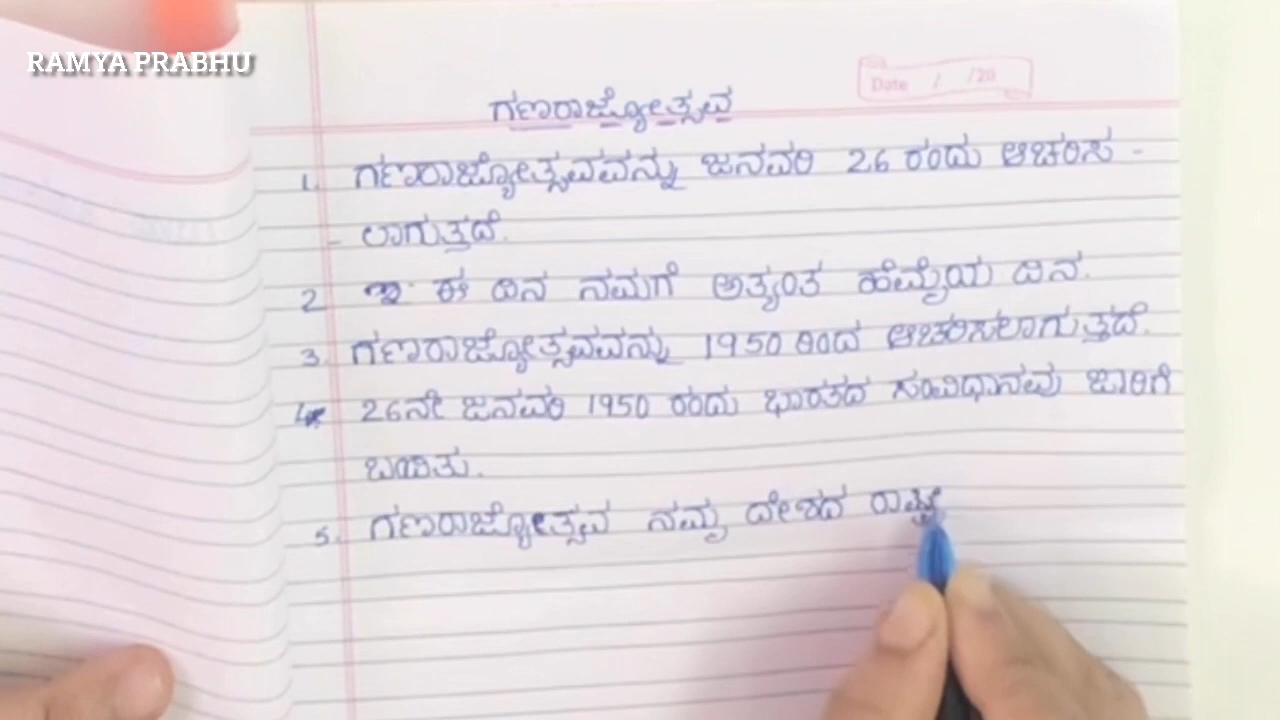 RAMYA PRABHU
Date / /20
ಗಣರಾಜ್ಯೋತ್ಸವ
1. ಗಣರಾಜ್ಯೋತ್ಸವವನ್ನು ಜನವರಿ 26 ರಂದು ಆಚರಿಸ -
- ಲಾಗುತ್ತದೆ.
2 ಈ ದಿನ ನಮಗೆ ಅತ್ಯಂತ ಹೆಮ್ಮೆಯ ದಿನ.
3. ಗಣರಾಜ್ಯೋತ್ಸವವನ್ನು 1950 ರಿಂದ ಆಚರಿಸಲಾಗುತ್ತದೆ.
4 26ನೇ ಜನವರಿ 1950 ರಂದು ಭಾರತದ ಸಂವಿಧಾನವು ಜಾರಿಗೆ
ಬಂದಿತು.
5. ಗಣರಾಜ್ಯೋತ್ಸವ ನಮ್ಮ ದೇಶದ